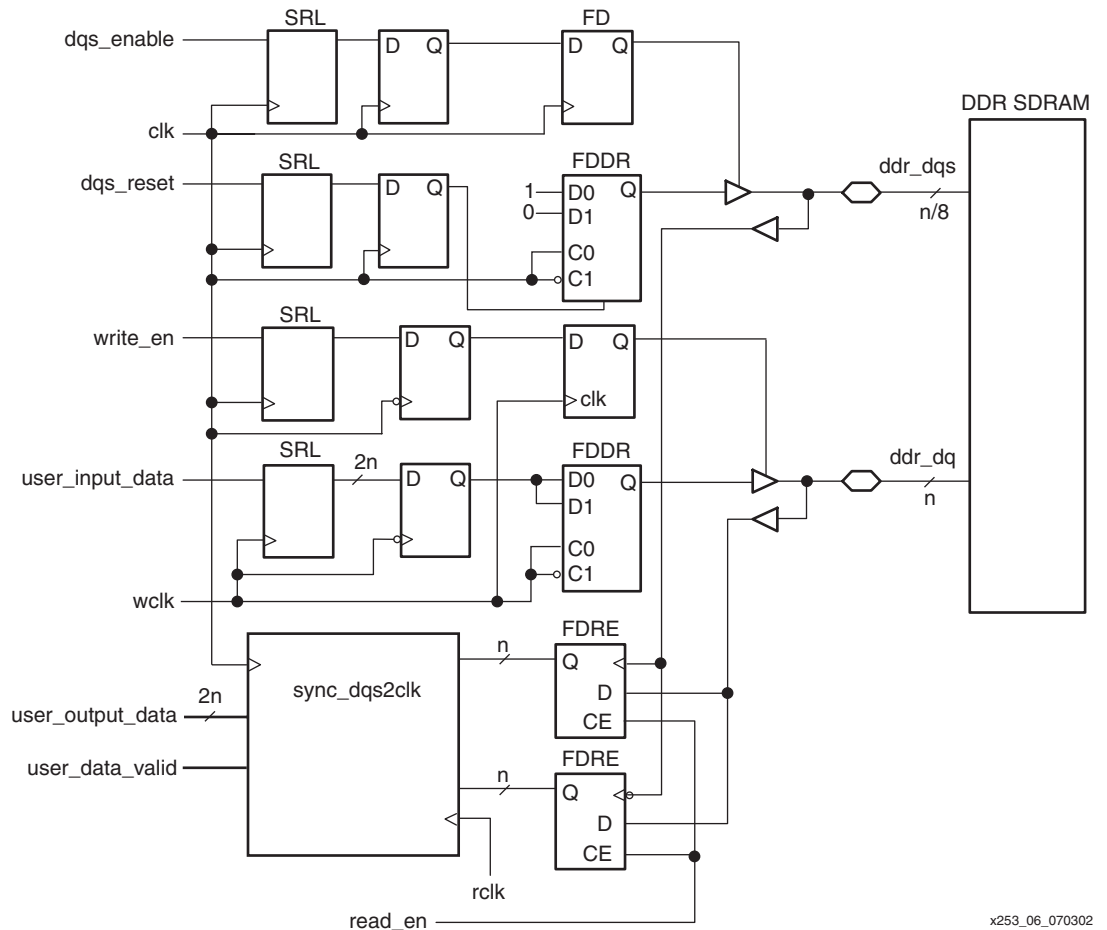 SRL
FD
dqs_enable
D Q
D Q
DDR SDRAM
clk
SRL
FDDR
dqs_reset
D Q
1
D0 Q
0
D1
ddr_dqs
n/8
C0
C1
SRL
write_en
D Q
D Q
clk
SRL
2n
FDDR
ddr_dq
user_input_data
D Q
D0 Q
D1
n
C0
C1
wclk
n
FDRE
Q
sync_dqs2clk
D
2n
user_output_data
CE
FDRE
user_data_valid
n
Q
D
CE
rclk
read_en
x253_06_070302